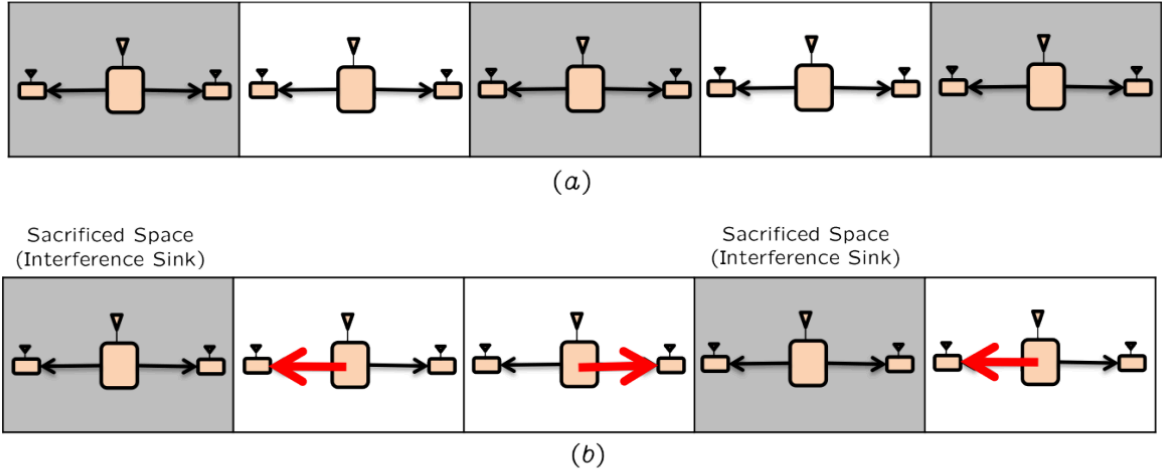 (a)
Sacrificed Space
(Interference Sink)
Sacrificed Space
(Interference Sink)
(b)